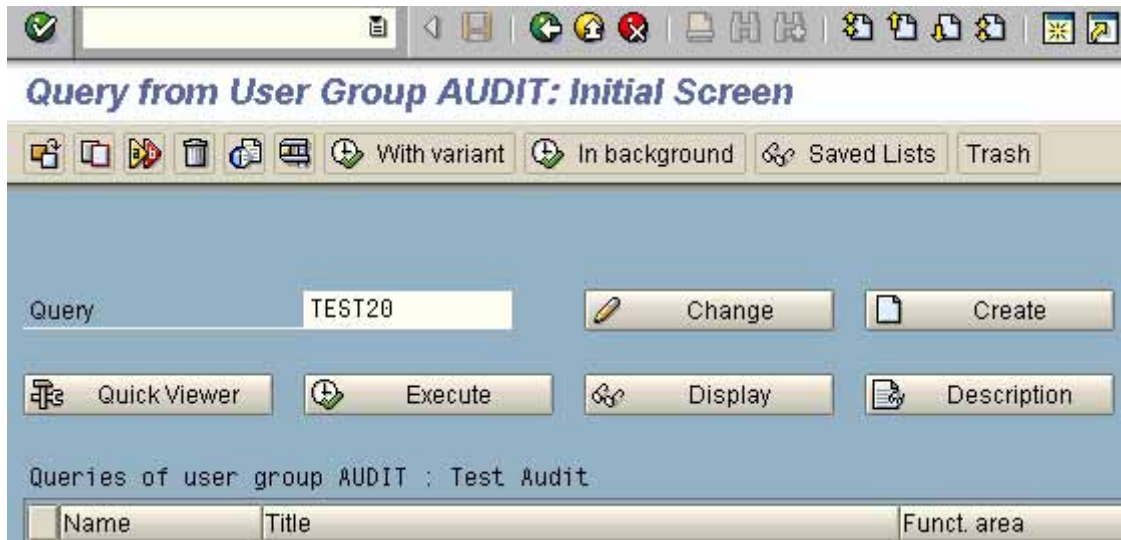 Query from User Group AUDIT: Initial Screen
With variant In background Saved Lists Trash
Query TEST20 Change Create
Quick Viewer Execute Display Description
Queries of user group AUDIT : Test Audit
Name Title Funct. area